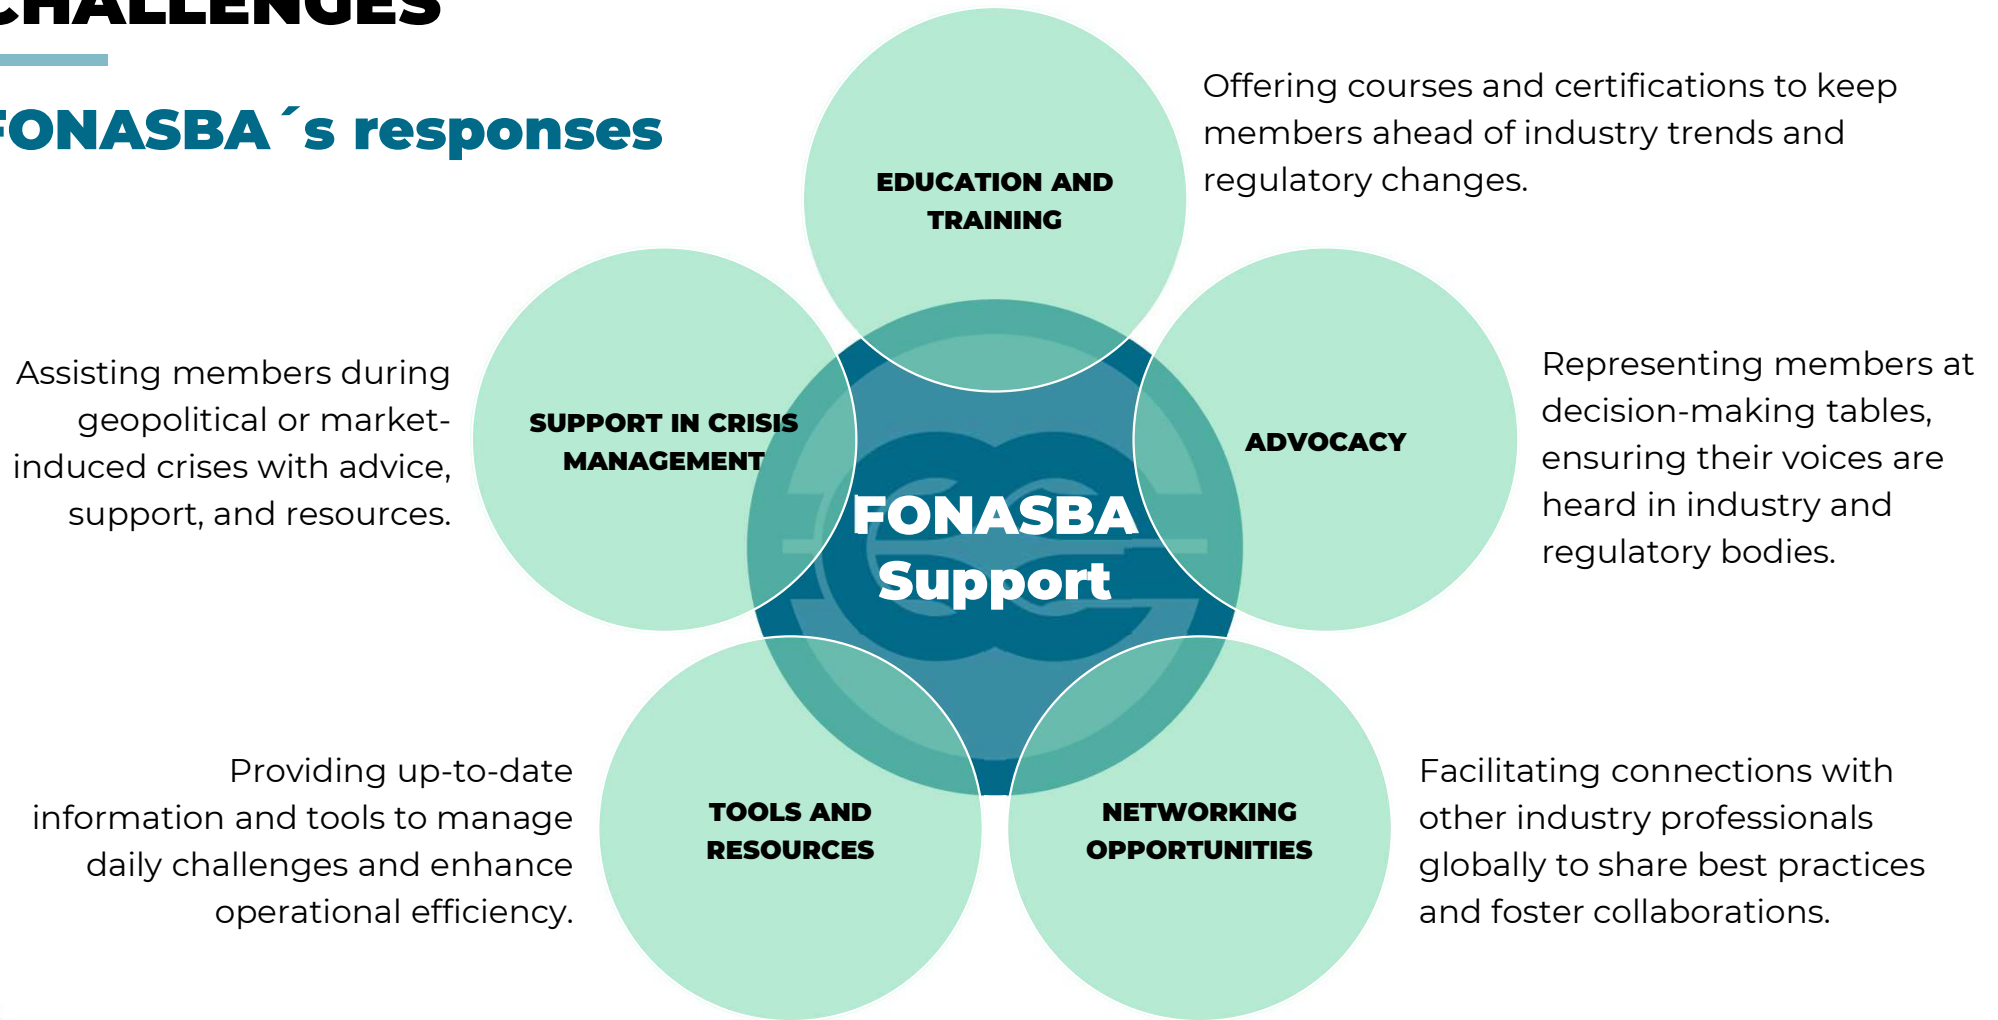 CHALLENGES
FONASBA´s responses
EDUCATION AND
TRAINING
Offering courses and certifications to keep
members ahead of industry trends and
regulatory changes.
ADVOCACY
Representing members at
decision-making tables,
ensuring their voices are
heard in industry and
regulatory bodies.
NETWORKING
OPPORTUNITIES
Facilitating connections with
other industry professionals
globally to share best practices
and foster collaborations.
TOOLS AND
RESOURCES
Providing up-to-date
information and tools to manage
daily challenges and enhance
operational efficiency.
SUPPORT IN CRISIS
MANAGEMENT
Assisting members during
geopolitical or market-
induced crises with advice,
support, and resources.
FONASBA
Support